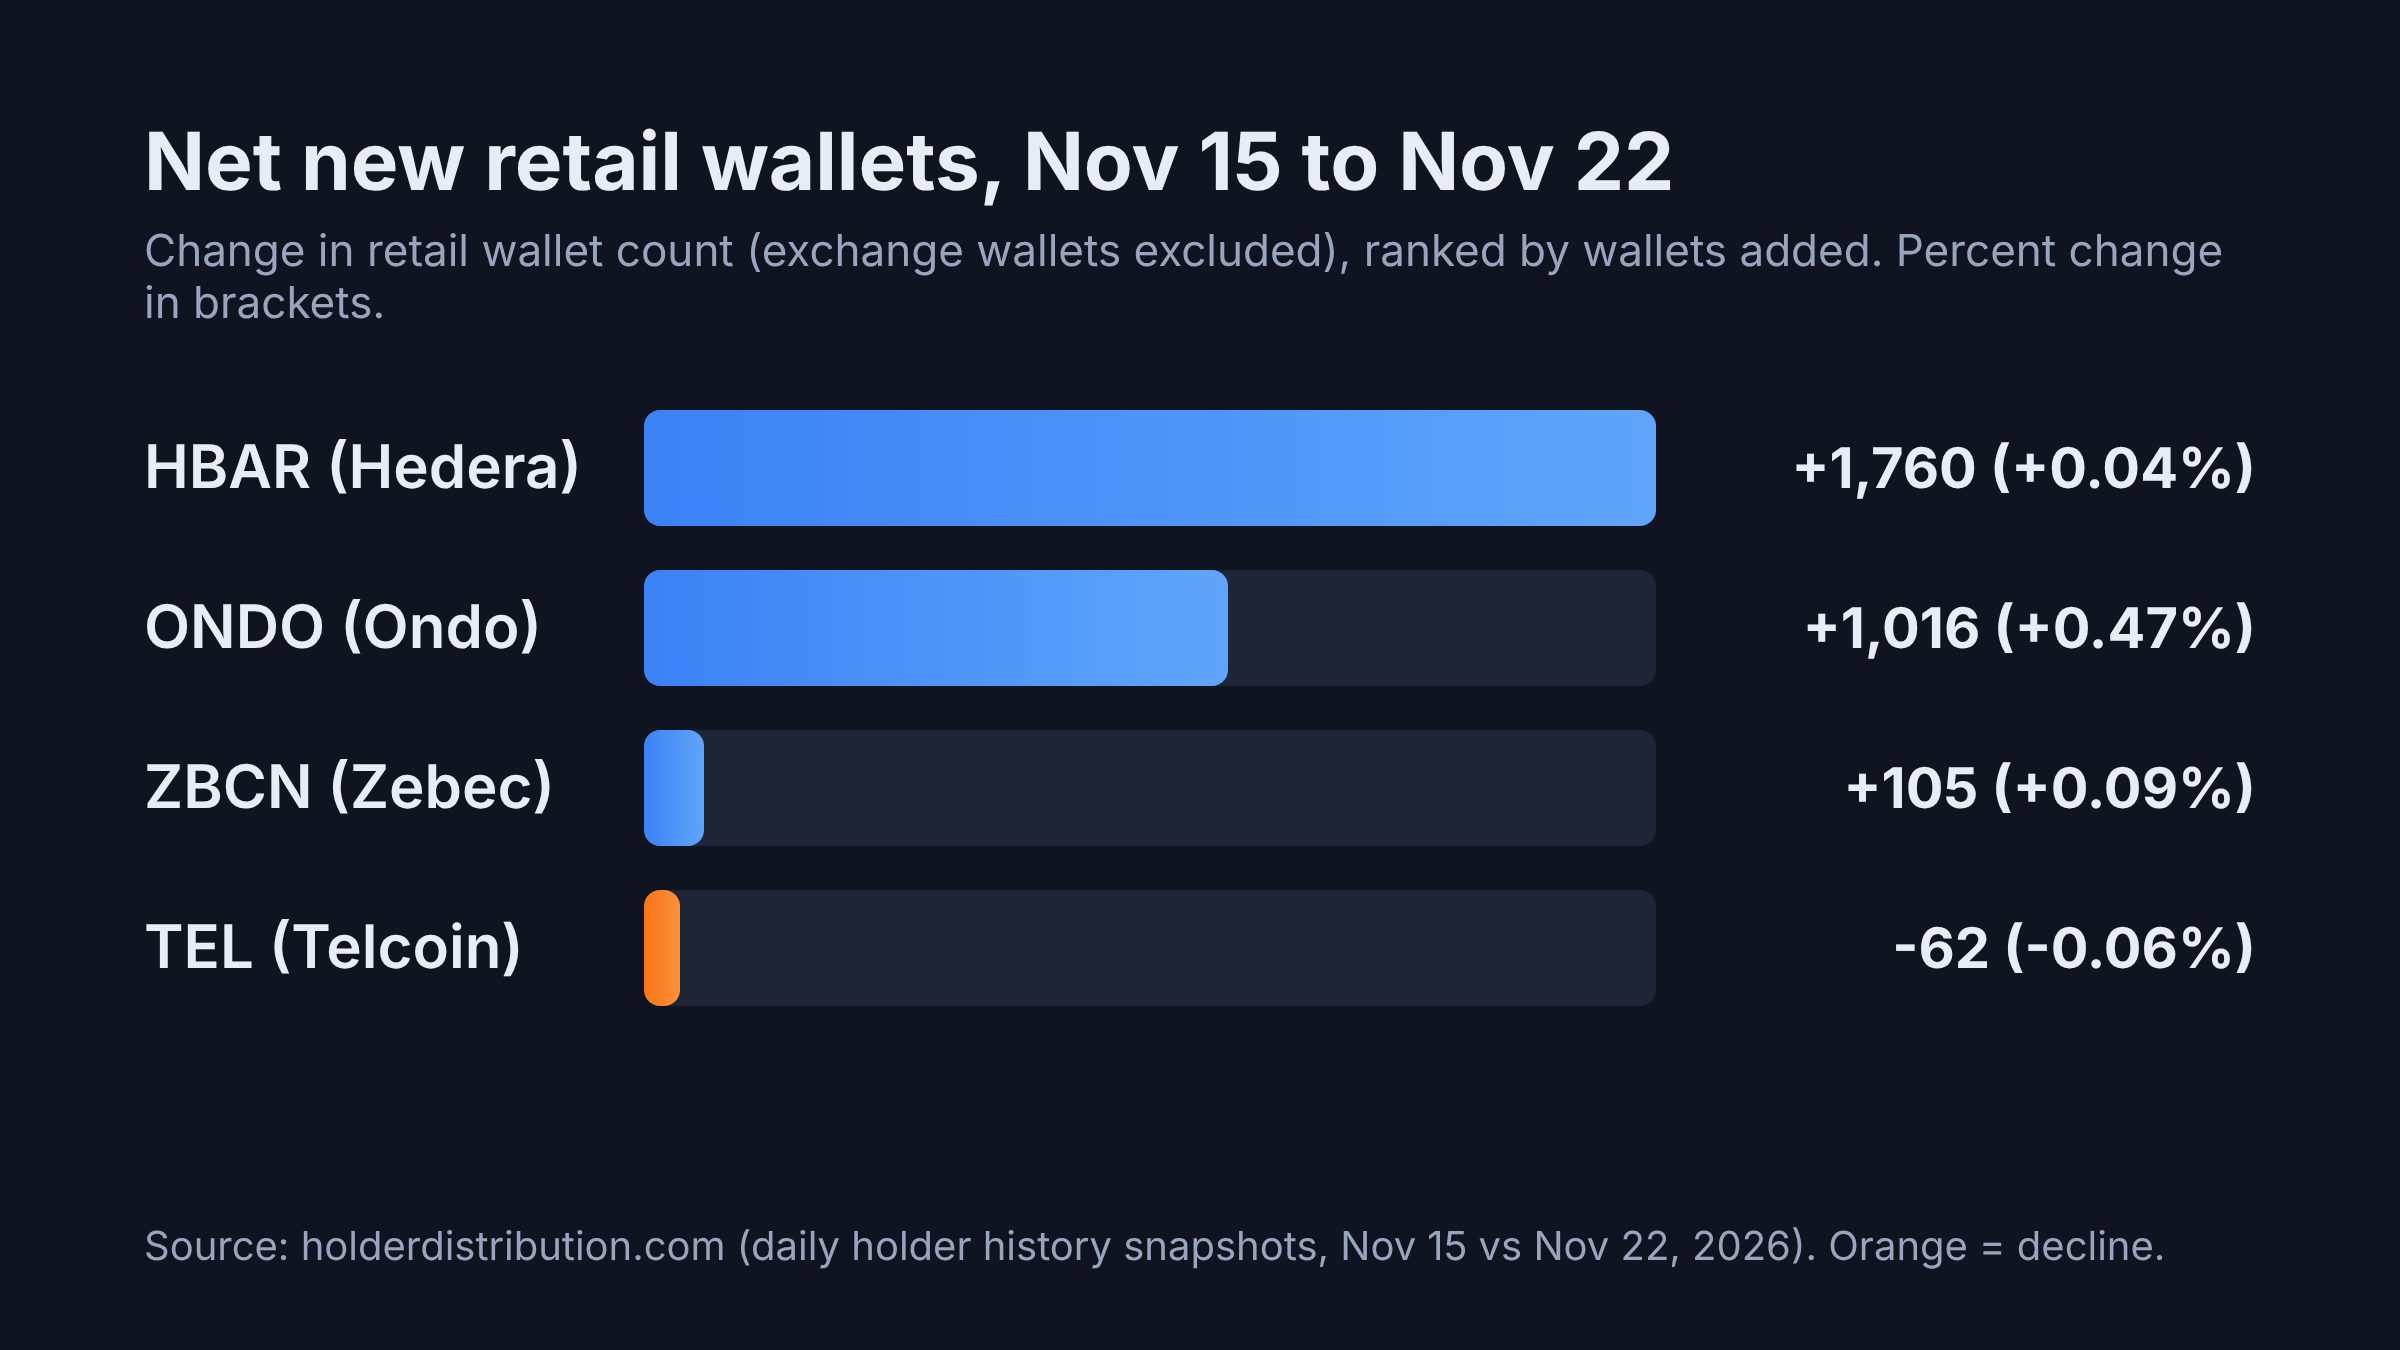 Net new retail wallets, Nov 15 to Nov 22
Change in retail wallet count (exchange wallets excluded), ranked by wallets added. Percent change
in brackets.
HBAR (Hedera) +1,760 (+0.04%)
ONDO (Ondo) +1,016 (+0.47%)
ZBCN (Zebec) +105 (+0.09%)
TEL (Telcoin) -62 (-0.06%)
Source: holderdistribution.com (daily holder history snapshots, Nov 15 vs Nov 22, 2026). Orange = decline.